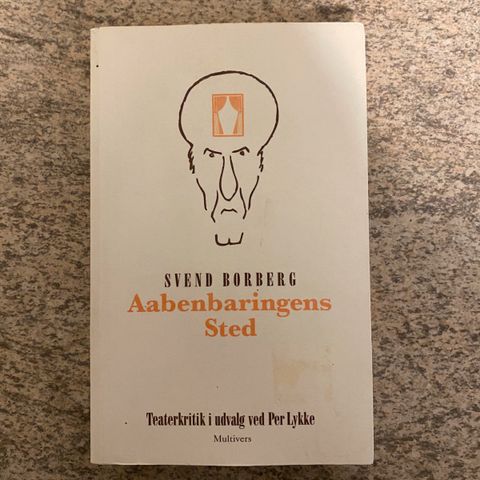 SVEND BORBERG
Aabenbaringens
Sted
Teaterkritik i udvalg ved Per Lykke
Multivers